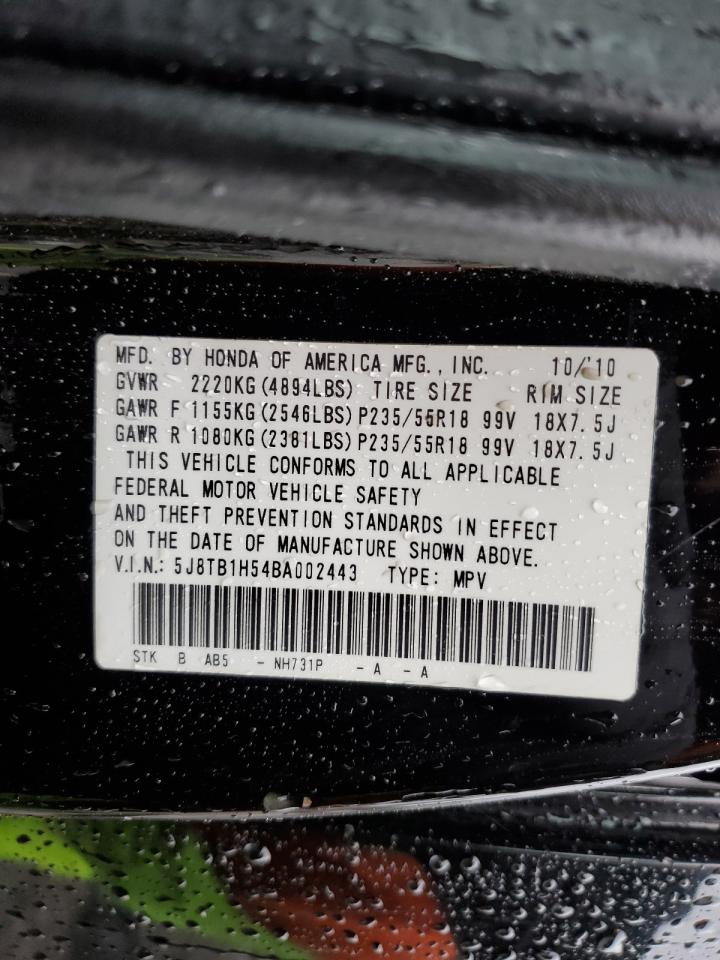 MFD. BY HONDA OF AMERICA MFG., INC. 10/'10
GVWR 2220KG(4894LBS) TIRE SIZE RIM SIZE
GAWR F 1155KG(2546LBS) P235/55R18 99V 18X7.5J
GAWR R 1080KG(2381LBS) P235/55R18 99V 18X7.5J
THIS VEHICLE CONFORMS TO ALL APPLICABLE
FEDERAL MOTOR VEHICLE SAFETY
AND THEFT PREVENTION STANDARDS IN EFFECT
ON THE DATE OF MANUFACTURE SHOWN ABOVE.
V.I.N.: 5J8TB1H54BA002443 TYPE: MPV
STK B AB5 - NH731P - A - A